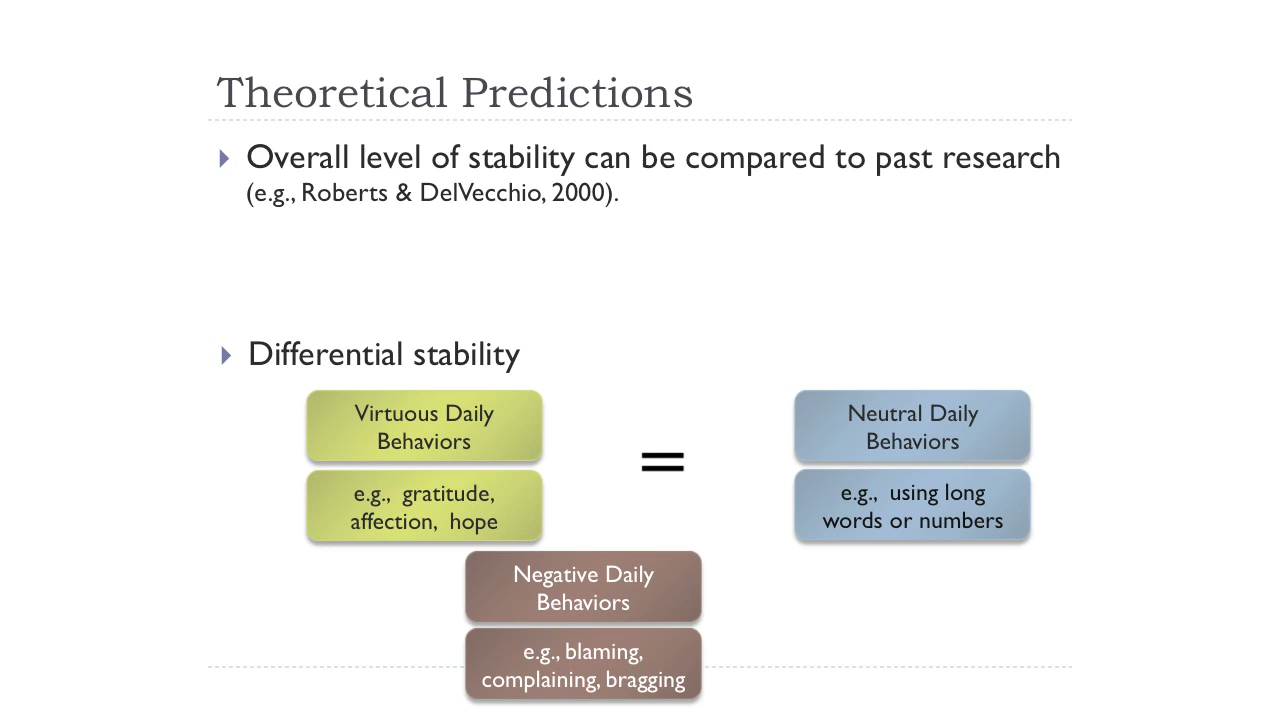 Theoretical Predictions
Overall level of stability can be compared to past research
(e.g., Roberts & DelVecchio, 2000).
Differential stability
Virtuous Daily
Behaviors
e.g., gratitude,
affection, hope
=
Neutral Daily
Behaviors
e.g., using long
words or numbers
Negative Daily
Behaviors
e.g., blaming,
complaining, bragging